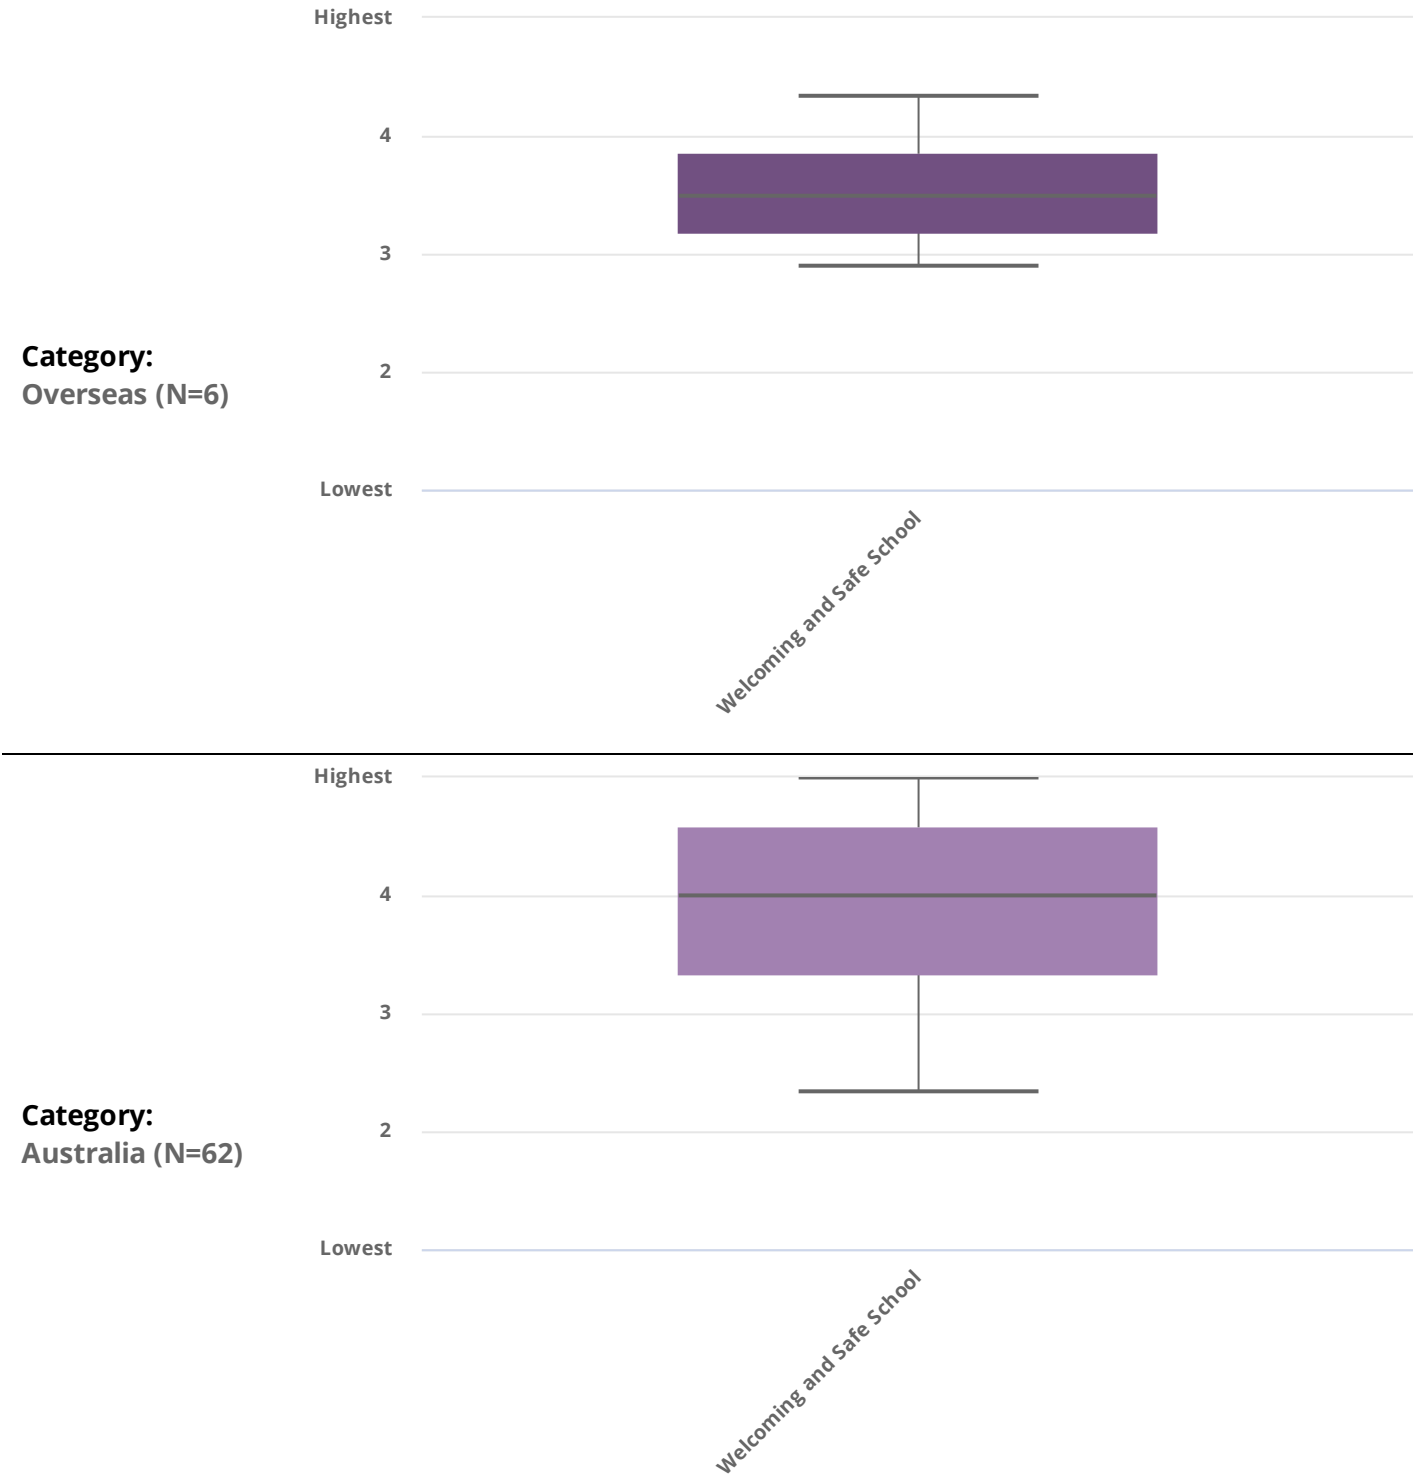 Highest
4
3
2
Lowest
Category:
Overseas (N=6)
Welcoming and Safe School
Highest
4
3
2
Lowest
Category:
Australia (N=62)
Welcoming and Safe School